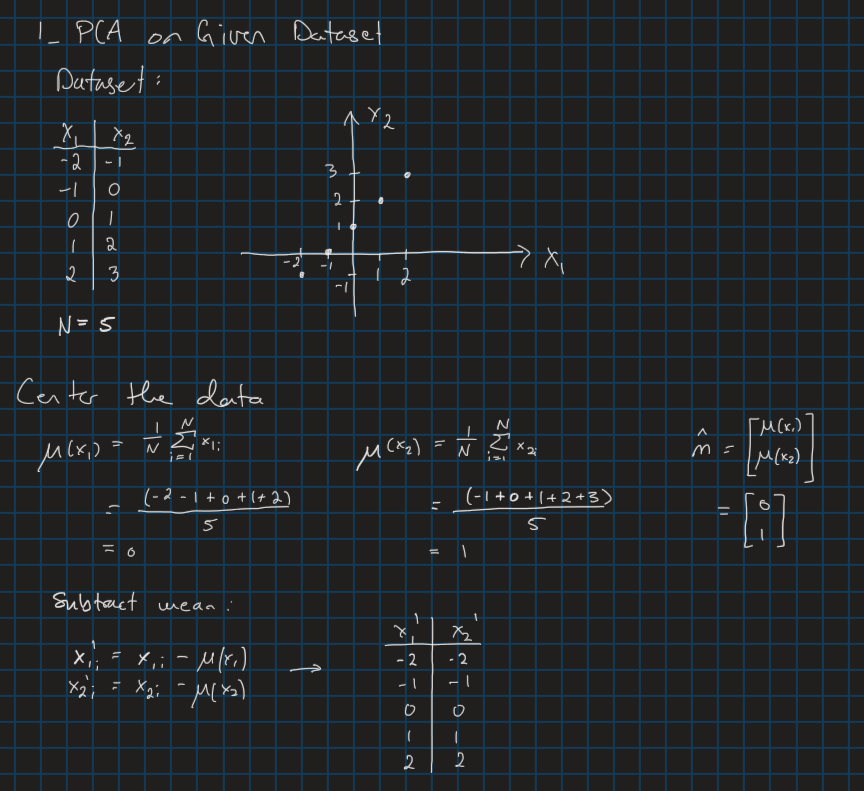 1_ PCA on Given Dataset
Dataset:
x₁ | x₂
-2 | -1
-1 | 0
0 | 1
1 | 2
2 | 3
N = 5
x₂
3
2
1
-2 -1 1 2 x₁
-1
Center the data
μ(x₁) = 1/N Σ_{i=1}^{N} x₁ᵢ
= (-2 - 1 + 0 + 1 + 2) / 5
= 0
μ(x₂) = 1/N Σ_{i=1}^{N} x₂ᵢ
= (-1 + 0 + 1 + 2 + 3) / 5
= 1
m̂ = [μ(x₁) μ(x₂)]
= [0 1]
Subtract mean:
x₁'ᵢ = x₁ᵢ - μ(x₁)
x₂'ᵢ = x₂ᵢ - μ(x₂)
→
x₁' | x₂'
-2 | -2
-1 | -1
0 | 0
1 | 1
2 | 2